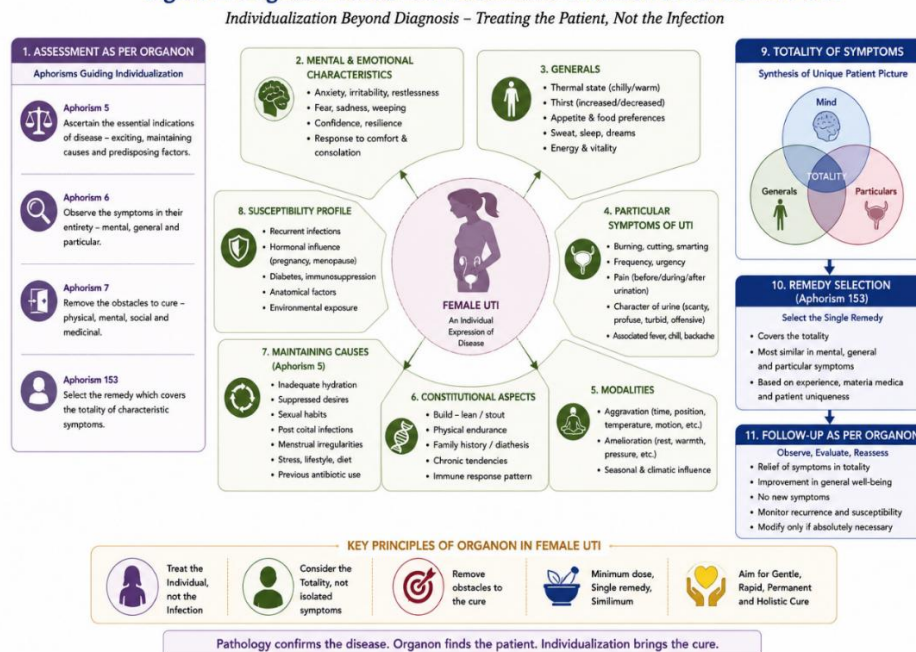 Individualization Beyond Diagnosis – Treating the Patient, Not the Infection
1. ASSESSMENT AS PER ORGANON
Aphorisms Guiding Individualization
Aphorism 5
Ascertain the essential indications
of disease – exciting, maintaining
causes and predisposing factors.
Aphorism 6
Observe the symptoms in their
entirety – mental, general and
particular.
Aphorism 7
Remove the obstacles to cure –
physical, mental, social and
medicinal.
Aphorism 153
Select the remedy which covers
the totality of characteristic
symptoms.
2. MENTAL & EMOTIONAL
CHARACTERISTICS
• Anxiety, irritability, restlessness
• Fear, sadness, weeping
• Confidence, resilience
• Response to comfort &
consolation
3. GENERALS
• Thermal state (chilly/warm)
• Thirst (increased/decreased)
• Appetite & food preferences
• Sweat, sleep, dreams
• Energy & vitality
8. SUSCEPTIBILITY PROFILE
• Recurrent infections
• Hormonal influence
(pregnancy, menopause)
• Diabetes, immunosuppression
• Anatomical factors
• Environmental exposure
FEMALE UTI
An Individual
Expression of
Disease
4. PARTICULAR
SYMPTOMS OF UTI
• Burning, cutting, smarting
• Frequency, urgency
• Pain (before/during/after
urination)
• Character of urine (scanty,
profuse, turbid, offensive)
• Associated fever, chill, backache
7. MAINTAINING CAUSES
(Aphorism 5)
• Inadequate hydration
• Suppressed desires
• Sexual habits
• Post coital infections
• Menstrual irregularities
• Stress, lifestyle, diet
• Previous antibiotic use
6. CONSTITUTIONAL ASPECTS
• Build – lean / stout
• Physical endurance
• Family history / diathesis
• Chronic tendencies
• Immune response pattern
5. MODALITIES
• Aggravation (time, position,
temperature, motion, etc.)
• Amelioration (rest, warmth,
pressure, etc.)
• Seasonal & climatic influence
9. TOTALITY OF SYMPTOMS
Synthesis of Unique Patient Picture
Mind
TOTALITY
Generals
Particulars
10. REMEDY SELECTION
(Aphorism 153)
Select the Single Remedy
• Covers the totality
• Most similar in mental, general
and particular symptoms
• Based on experience, materia medica
and patient uniqueness
11. FOLLOW-UP AS PER ORGANON
Observe, Evaluate, Reassess
• Relief of symptoms in totality
• Improvement in general well-being
• No new symptoms
• Monitor recurrence and susceptibility
• Modify only if absolutely necessary
KEY PRINCIPLES OF ORGANON IN FEMALE UTI
Treat the
Individual,
not the
Infection
Consider the
Totality, not
isolated
symptoms
Remove
obstacles to
the cure
Minimum dose,
Single remedy,
Similimum
Aim for Gentle,
Rapid, Permanent
and Holistic Cure
Pathology confirms the disease. Organon finds the patient. Individualization brings the cure.